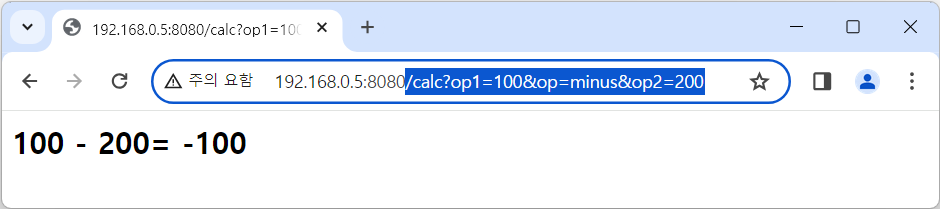 192.168.0.5:8080/calc?op1=100
주의 요함 192.168.0.5:8080/calc?op1=100&op=minus&op2=200
100 - 200= -100